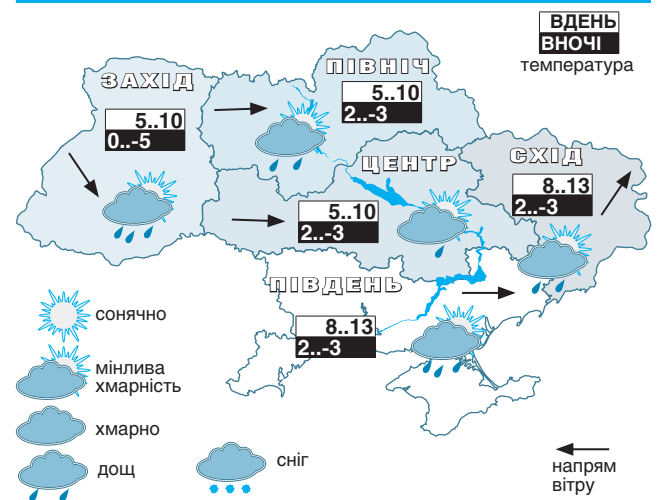 ВДЕНЬ
ВНОЧІ
температура
ПІВНІЧ
5..10
2..-3
ЗАХІД
5..10
0..-5
ЦЕНТР
5..10
2..-3
СХІД
8..13
2..-3
ПІВДЕНЬ
8..13
2..-3
сонячно
мінлива
хмарність
хмарно
дощ
сніг
напрям
вітру